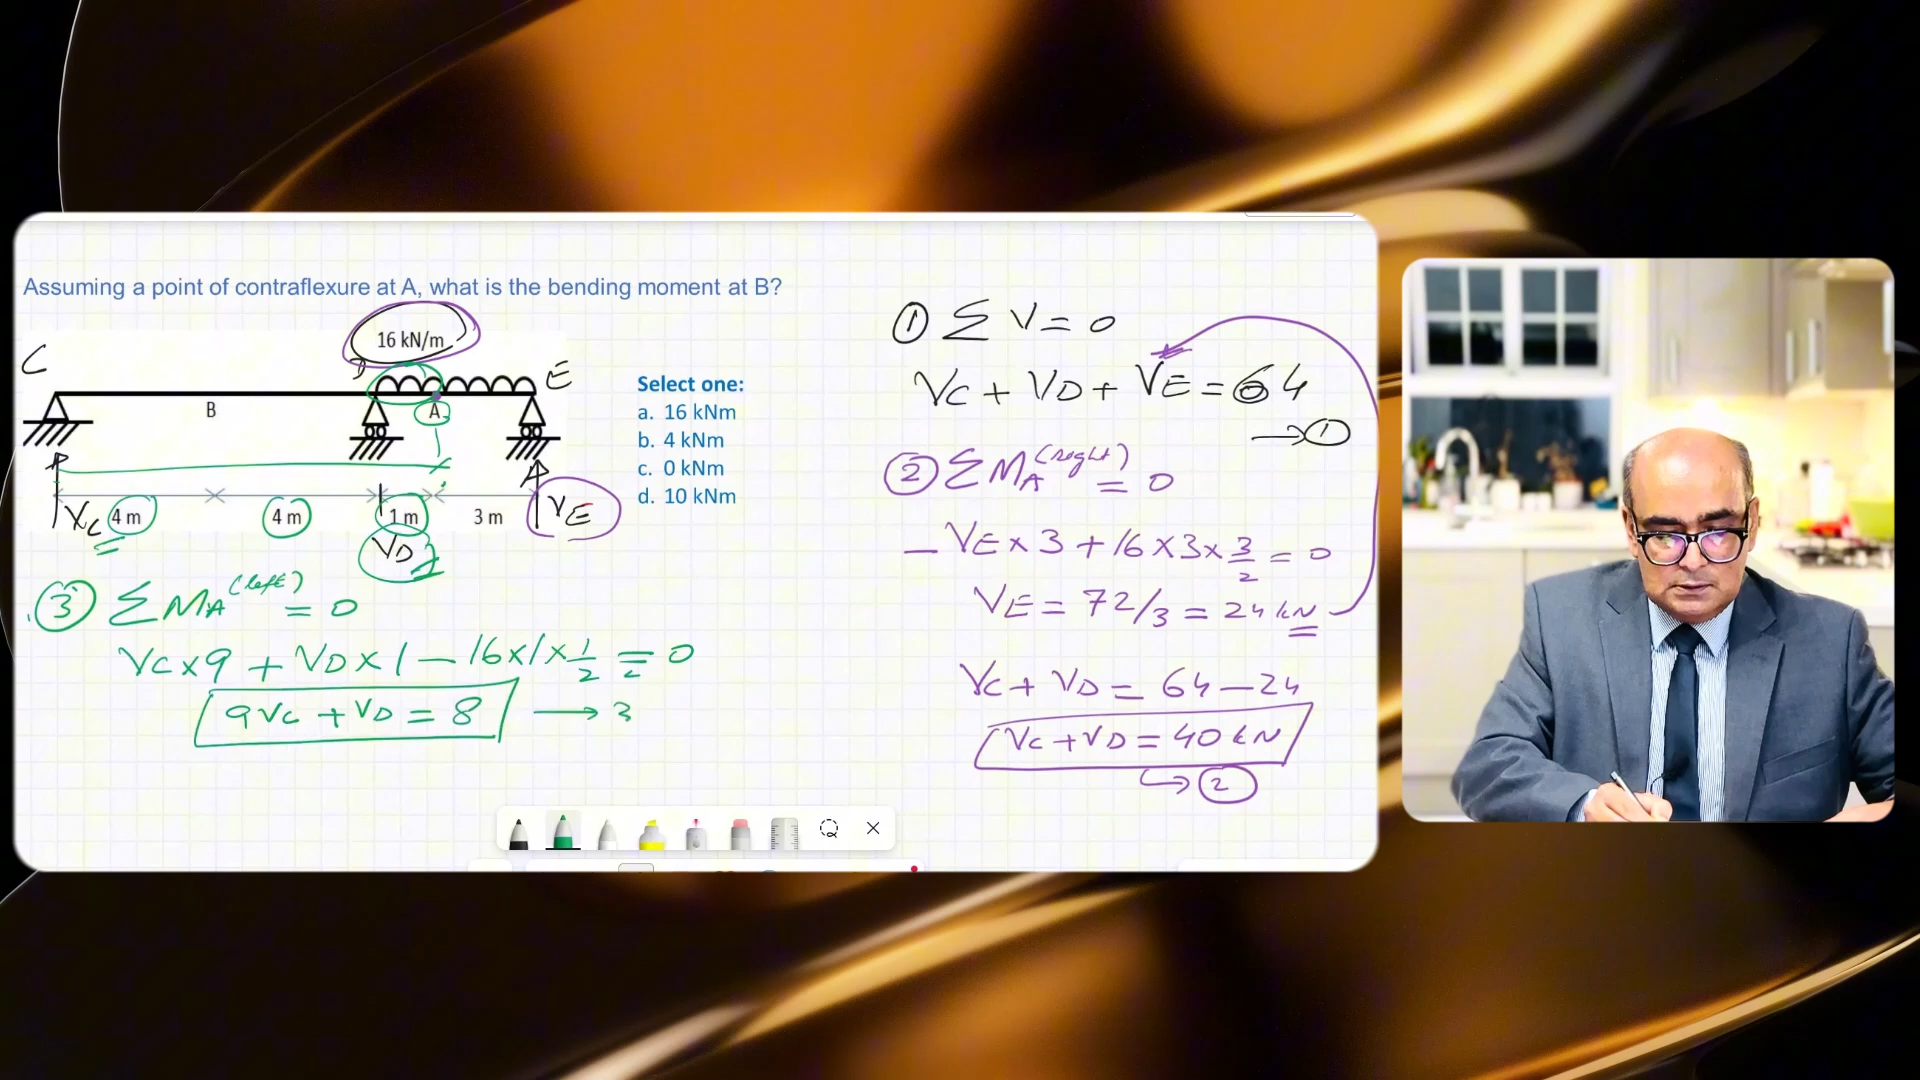 Assuming a point of contraflexure at A, what is the bending moment at B?
16 kN/m
C
D
E
B
A
VC
4 m
4 m
1 m
3 m
VE
VD
Select one:
a. 16 kNm
b. 4 kNm
c. 0 kNm
d. 10 kNm
③ ΣMA (left) = 0
VC×9 + VD×1 – 16×1×1/2 = 0
9VC + VD = 8 → 3
① ΣV = 0
VC + VD + VE = 64
→ ①
② ΣMA (right) = 0
– VE×3 + 16×3×3/2 = 0
VE = 72/3 = 24 kN
VC + VD = 64 – 24
VC + VD = 40 kN
↳ ②